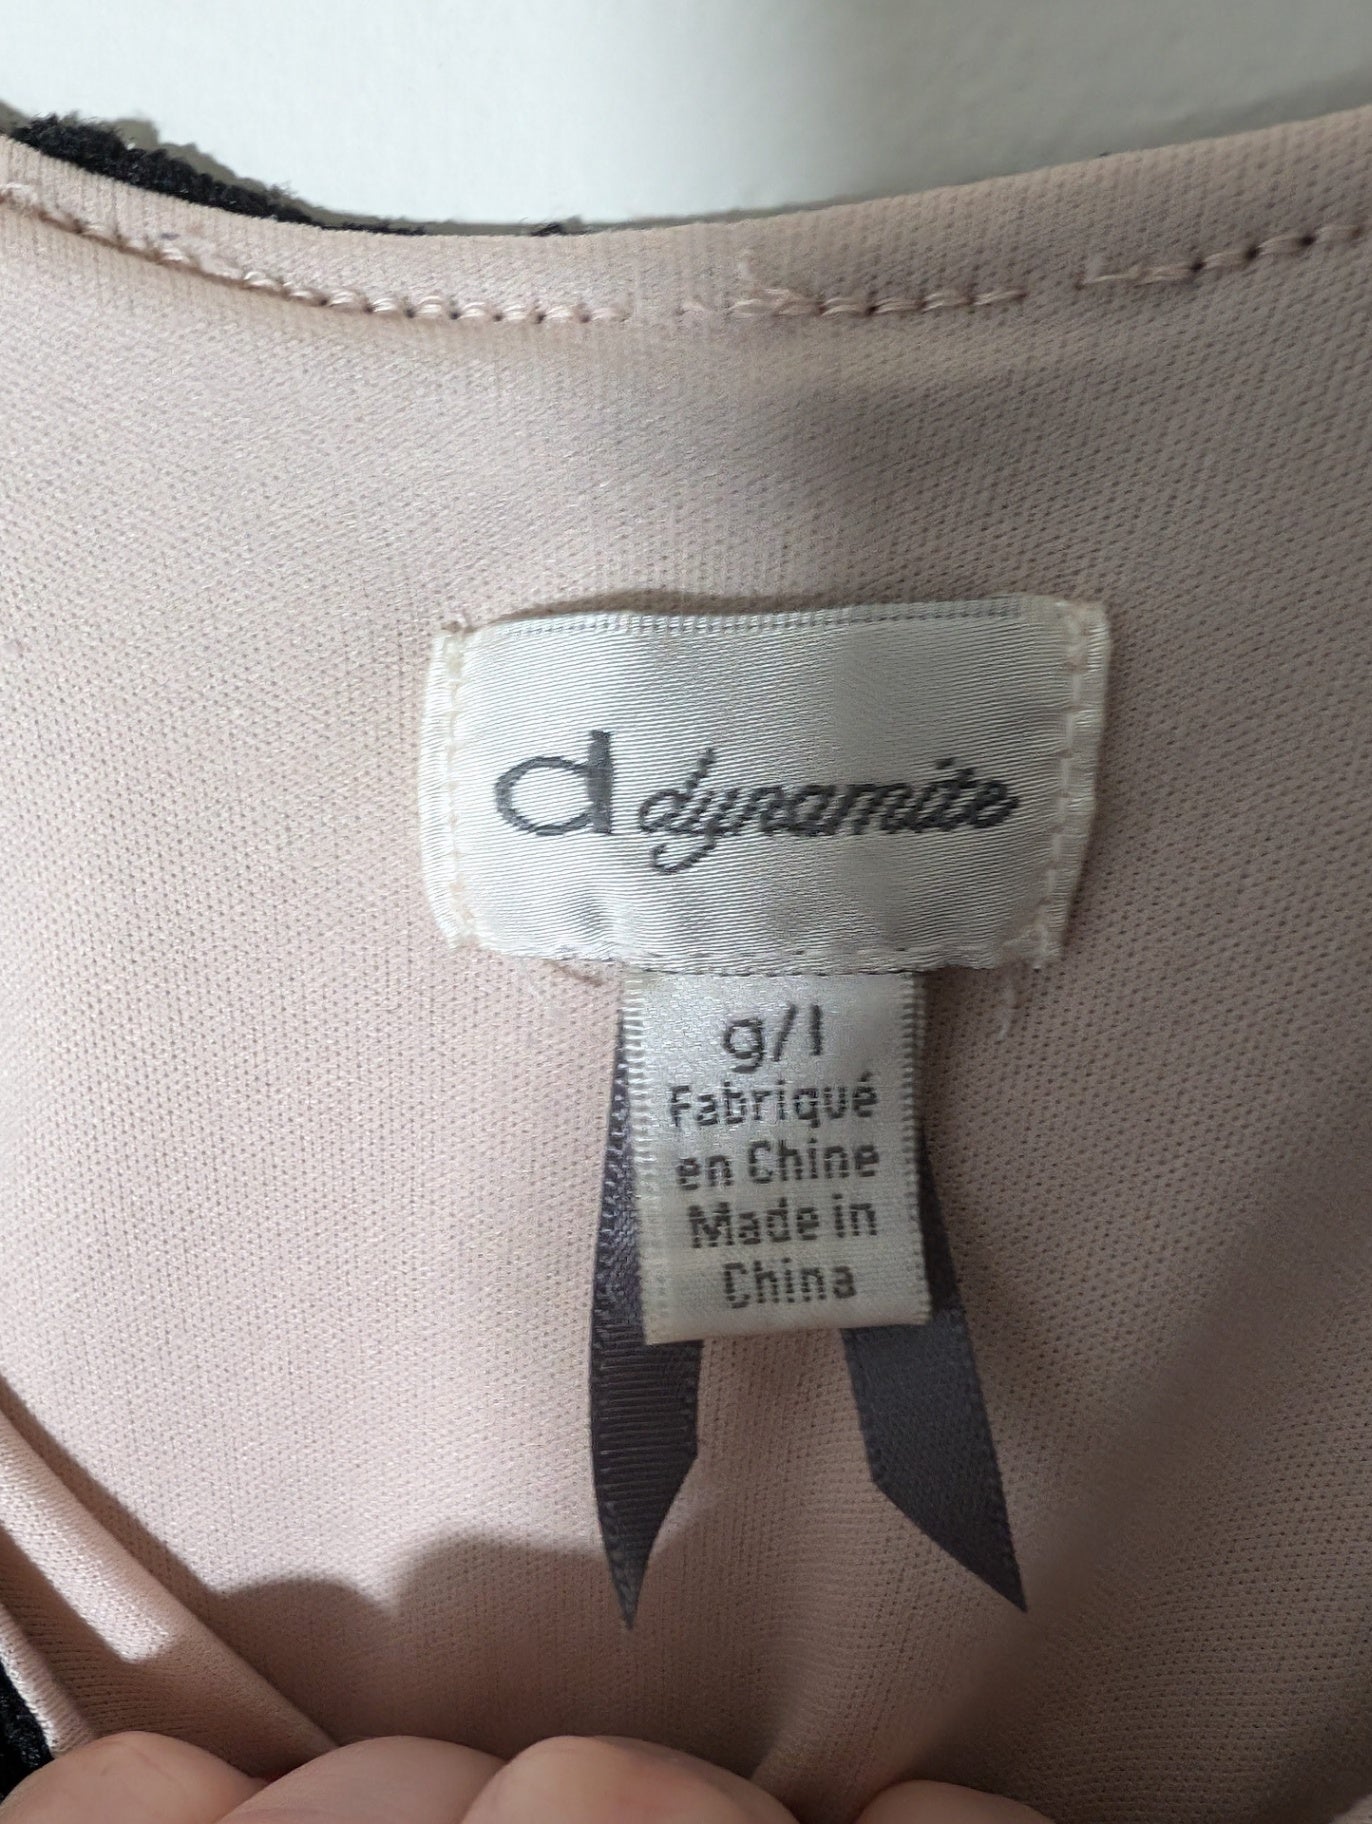 d dynamite
g/l
Fabriqué
en Chine
Made in
China